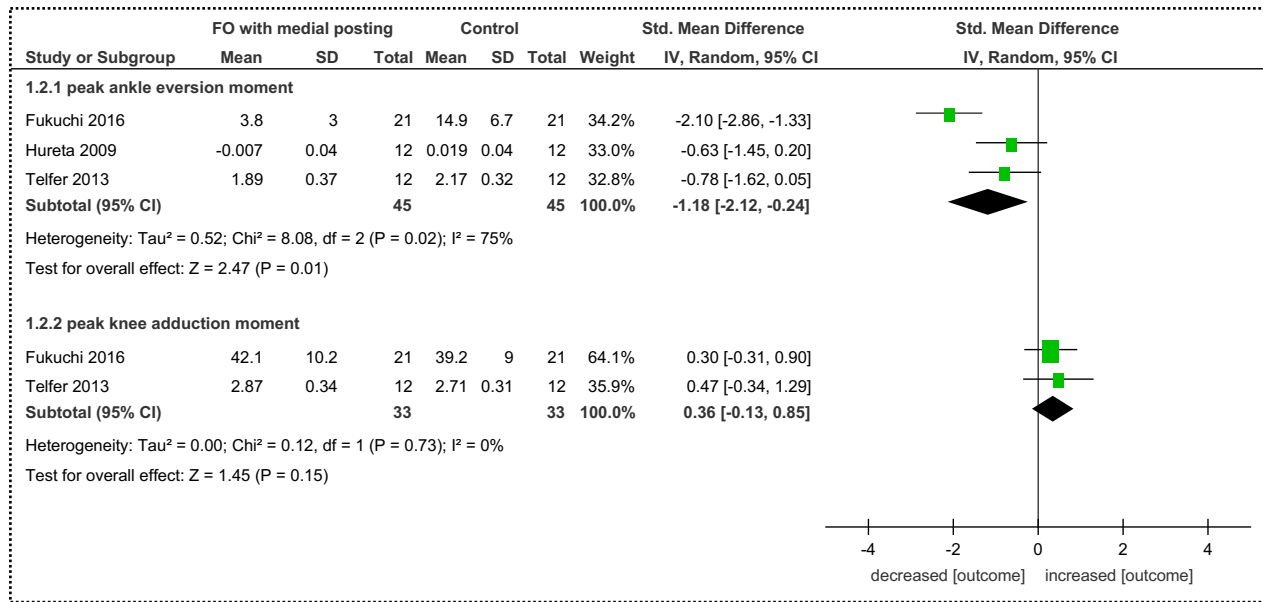 FO with medial posting Control Std. Mean Difference Std. Mean Difference
Study or Subgroup Mean SD Total Mean SD Total Weight IV, Random, 95% CI IV, Random, 95% CI
1.2.1 peak ankle eversion moment
Fukuchi 2016 3.8 3 21 14.9 6.7 21 34.2% -2.10 [-2.86, -1.33]
Hureta 2009 -0.007 0.04 12 0.019 0.04 12 33.0% -0.63 [-1.45, 0.20]
Telfer 2013 1.89 0.37 12 2.17 0.32 12 32.8% -0.78 [-1.62, 0.05]
Subtotal (95% CI) 45 45 100.0% -1.18 [-2.12, -0.24]
Heterogeneity: Tau² = 0.52; Chi² = 8.08, df = 2 (P = 0.02); I² = 75%
Test for overall effect: Z = 2.47 (P = 0.01)
1.2.2 peak knee adduction moment
Fukuchi 2016 42.1 10.2 21 39.2 9 21 64.1% 0.30 [-0.31, 0.90]
Telfer 2013 2.87 0.34 12 2.71 0.31 12 35.9% 0.47 [-0.34, 1.29]
Subtotal (95% CI) 33 33 100.0% 0.36 [-0.13, 0.85]
Heterogeneity: Tau² = 0.00; Chi² = 0.12, df = 1 (P = 0.73); I² = 0%
Test for overall effect: Z = 1.45 (P = 0.15)
-4 -2 0 2 4
decreased [outcome] increased [outcome]